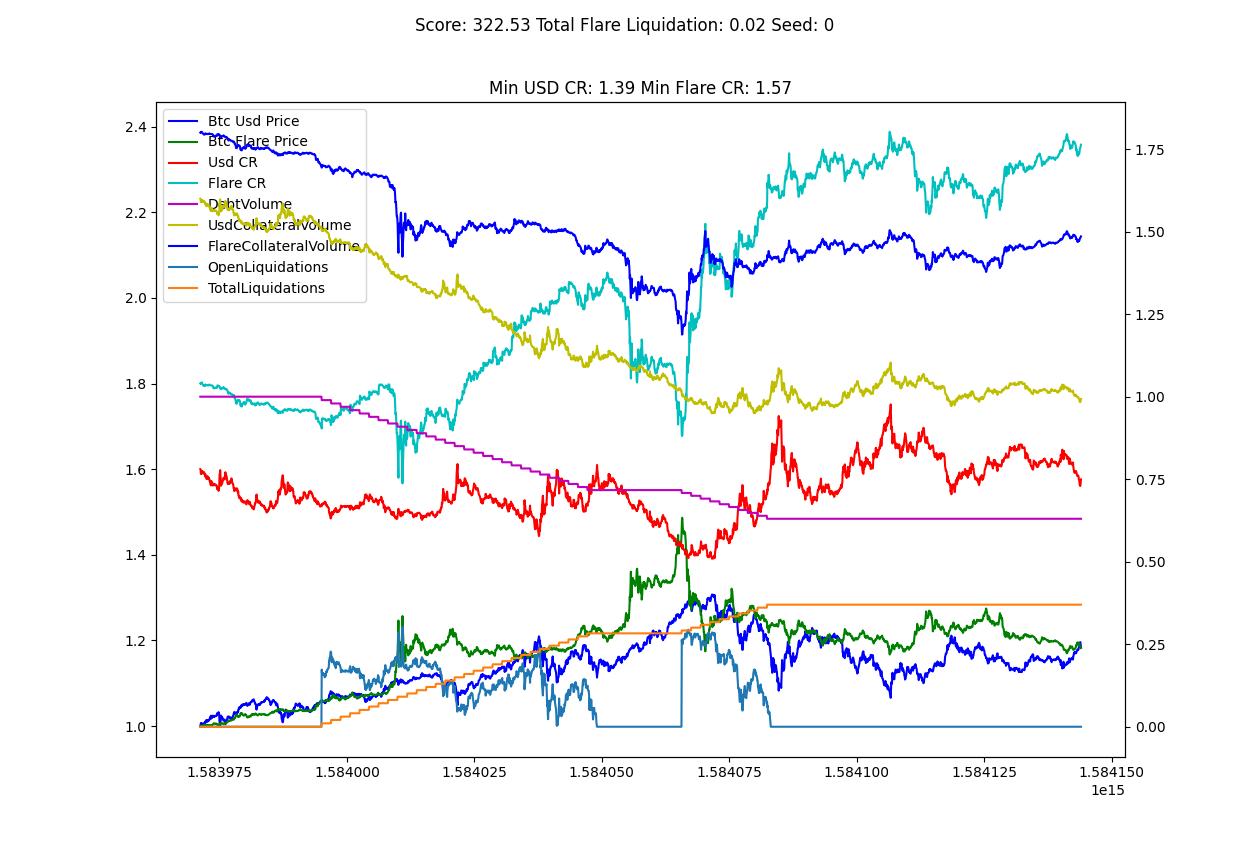 Score: 322.53 Total Flare Liquidation: 0.02 Seed: 0
Min USD CR: 1.39 Min Flare CR: 1.57
Btc Usd Price
Btc Flare Price
Usd CR
Flare CR
DebtVolume
UsdCollateralVolume
FlareCollateralVolume
OpenLiquidations
TotalLiquidations
2.4
2.2
2.0
1.8
1.6
1.4
1.2
1.0
1.75
1.50
1.25
1.00
0.75
0.50
0.25
0.00
1.583975 1.584000 1.584025 1.584050 1.584075 1.584100 1.584125 1.584150
1e15